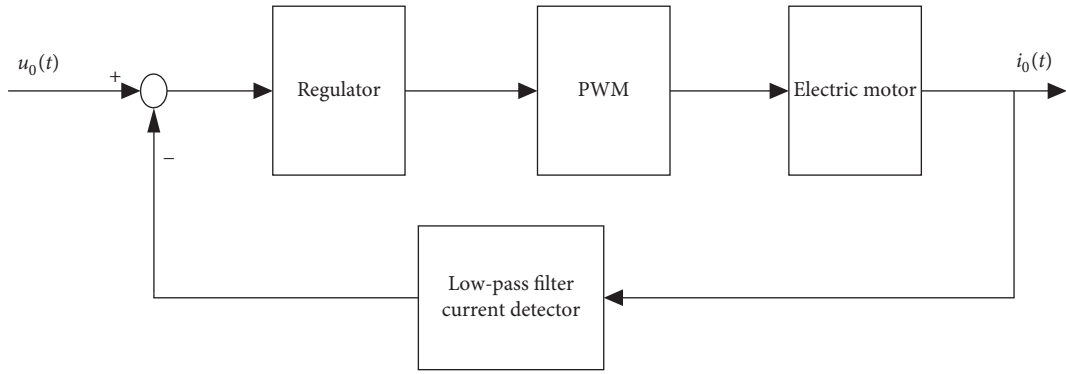 u₀(t)
+
Regulator
PWM
Electric motor
i₀(t)
−
Low-pass filter
current detector